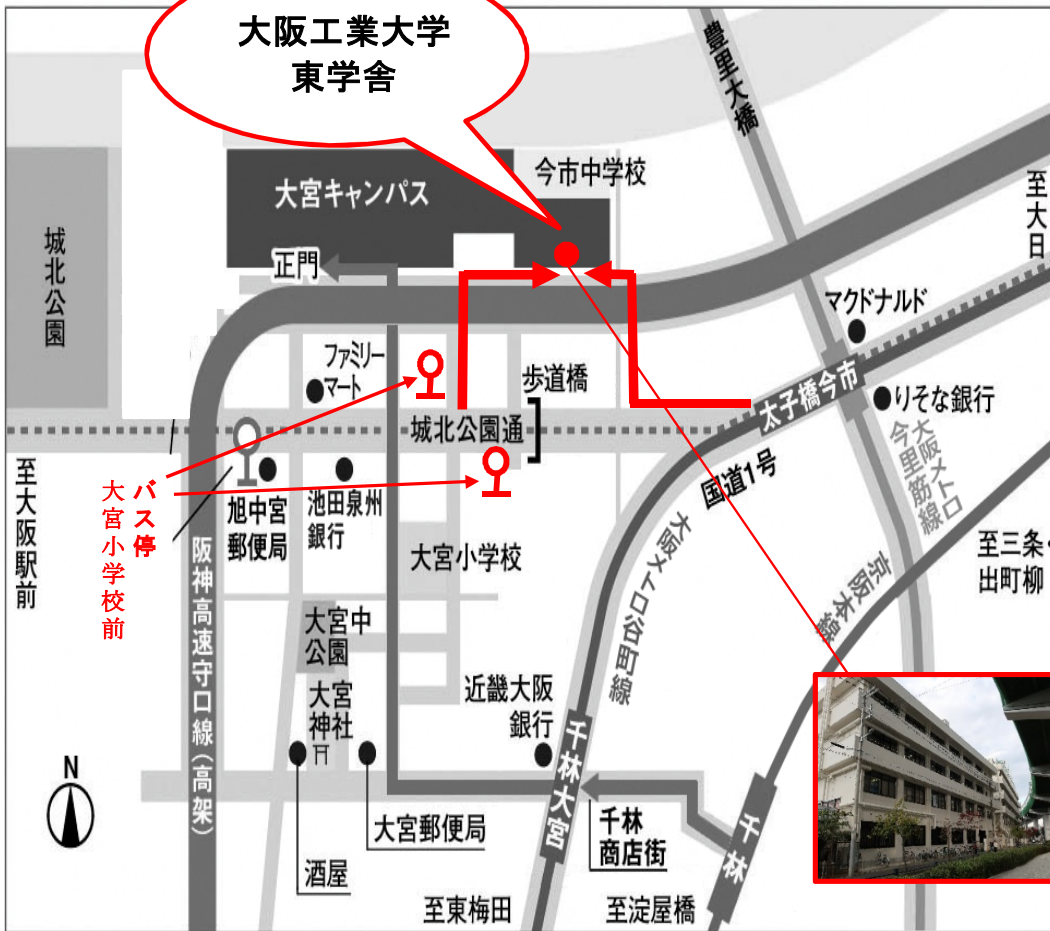 大阪工業大学
東学舎
豊里大橋
今市中学校
大宮キャンパス
至大日
城北公園
正門
マクドナルド
ファミリー
マート
歩道橋
太子橋今市
りそな銀行
城北公園通
大阪メトロ
今里筋線
国道1号
至大阪駅前
バス停
大宮小学校前
旭中宮
郵便局
池田泉州
銀行
大宮小学校
大阪メトロ谷町線
京阪本線
至三条・
出町柳
阪神高速守口線(高架)
大宮中
公園
大宮
神社
近畿大阪
銀行
千林大宮
N
大宮郵便局
千林
商店街
千林
酒屋
至東梅田
至淀屋橋